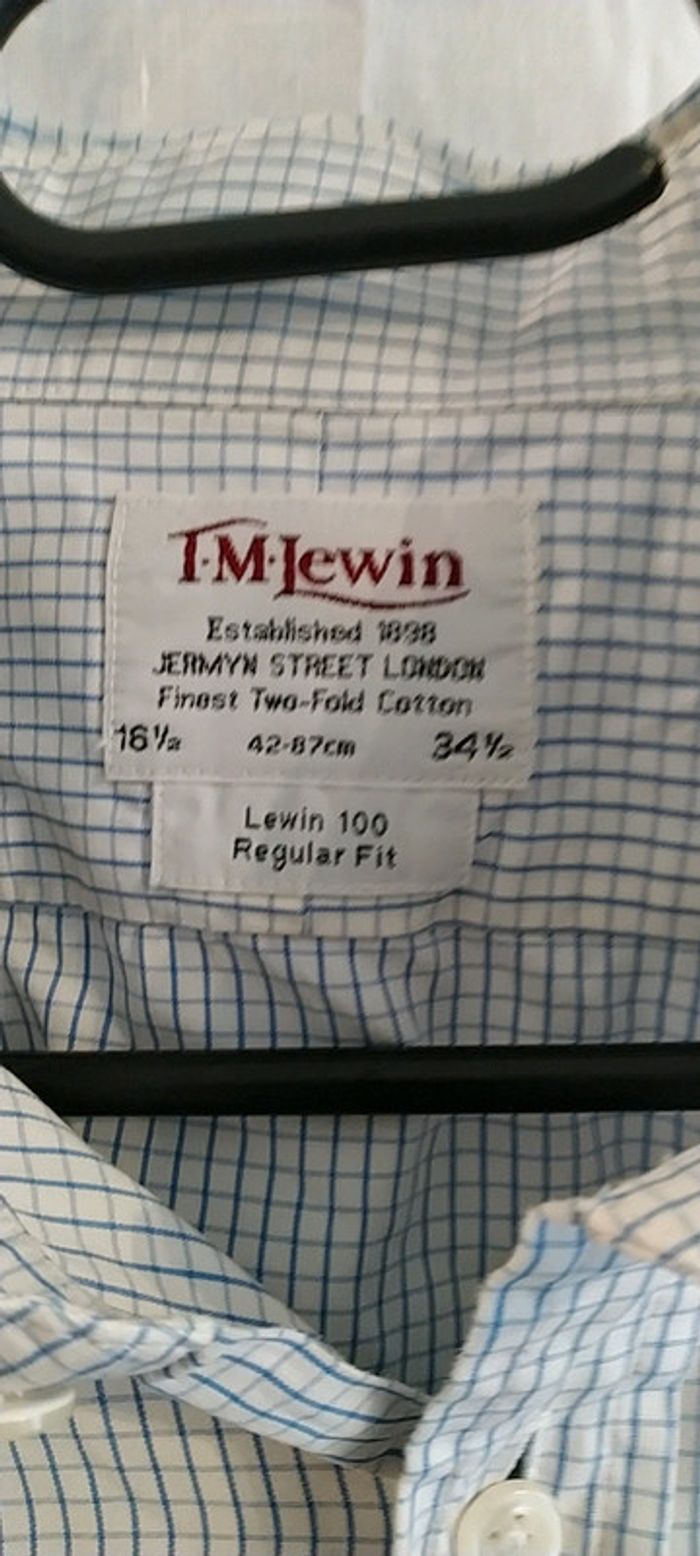 T·M·Lewin
Established 1898
JERMYN STREET LONDON
Finest Two-Fold Cotton
16½ 42-87cm 34½
Lewin 100
Regular Fit